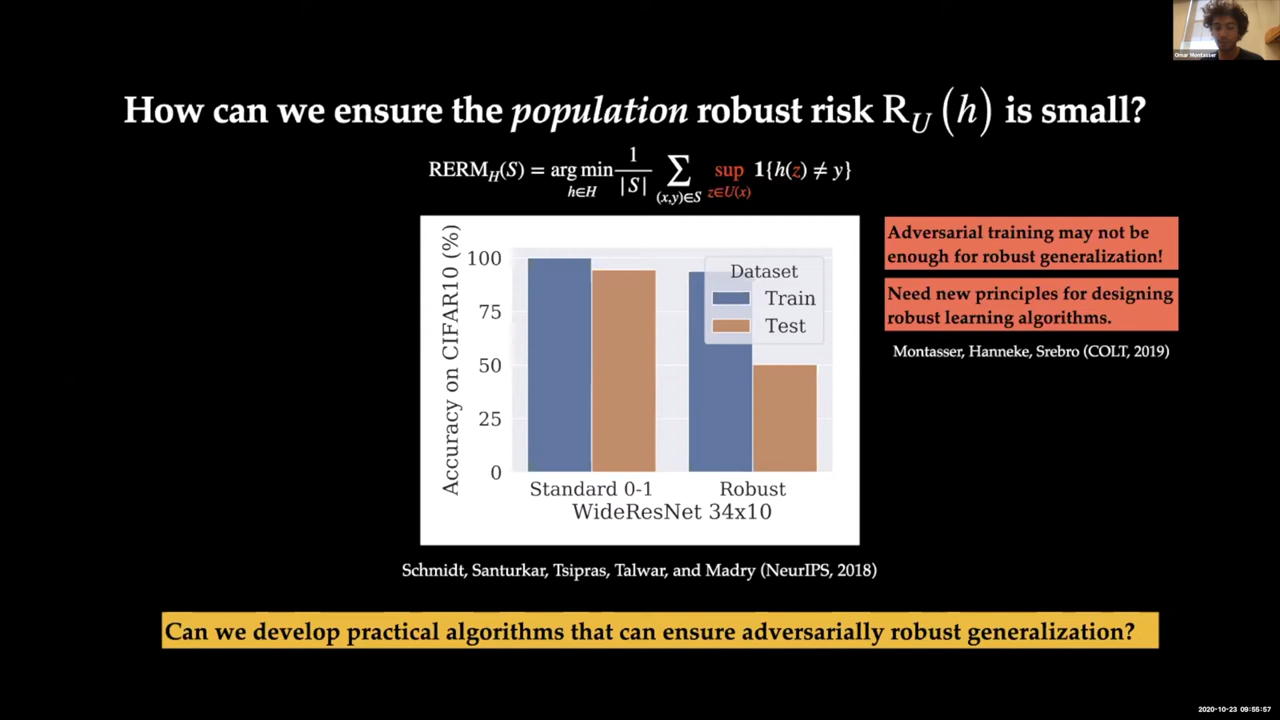 Omar Montasser
How can we ensure the population robust risk R_U(h) is small?
RERM_H(S) = arg min_{h∈H} 1/|S| ∑_{(x,y)∈S} sup_{z∈U(x)} 1{h(z) ≠ y}
Adversarial training may not be
enough for robust generalization!
Need new principles for designing
robust learning algorithms.
Montasser, Hanneke, Srebro (COLT, 2019)
Accuracy on CIFAR10 (%)
100
75
50
25
0
Dataset
Train
Test
Standard 0-1
Robust
WideResNet 34x10
Schmidt, Santurkar, Tsipras, Talwar, and Madry (NeurIPS, 2018)
Can we develop practical algorithms that can ensure adversarially robust generalization?
2020-10-23 09:55:57